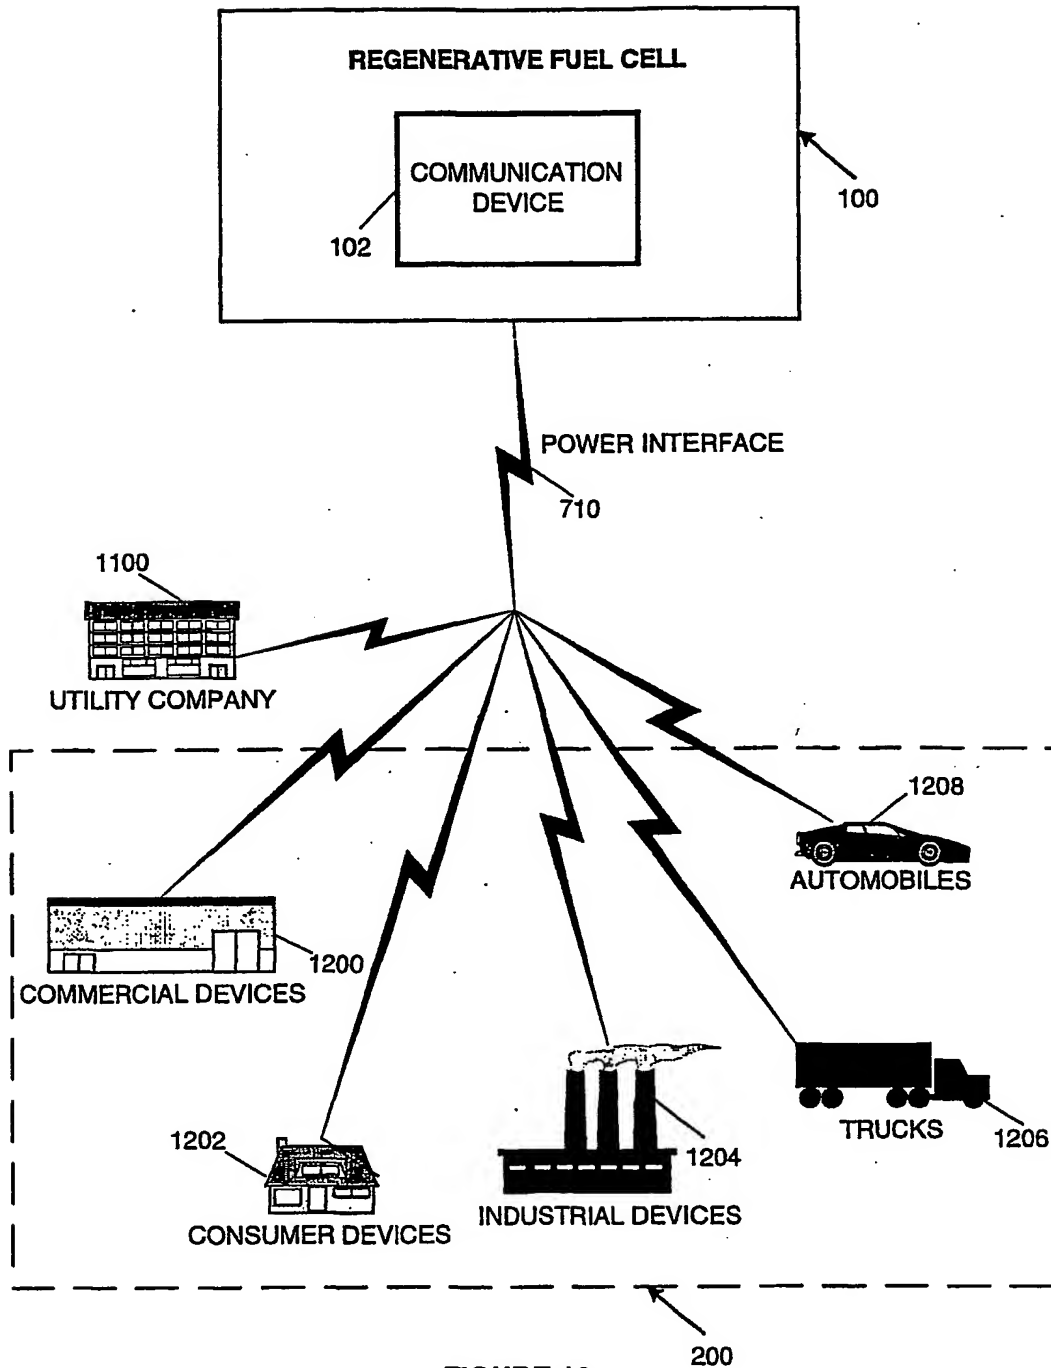 REGENERATIVE FUEL CELL
COMMUNICATION
DEVICE
102
100
POWER INTERFACE
710
1100
UTILITY COMPANY
1208
AUTOMOBILES
1200
COMMERCIAL DEVICES
1206
TRUCKS
1204
INDUSTRIAL DEVICES
1202
CONSUMER DEVICES
200